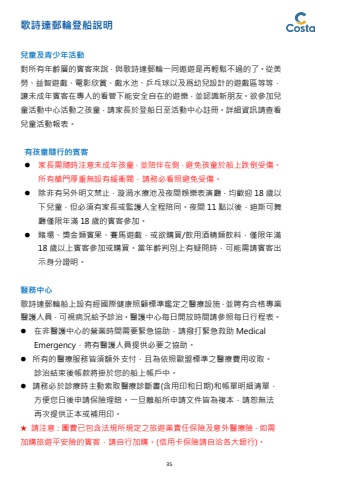 歌詩達郵輪登船說明
Costa
兒童及青少年活動
對所有年齡層的賓客來說，與歌詩達郵輪一同遨遊是再輕鬆不過的了。從美
勞、益智遊戲、電影欣賞、戲水池、乒乓球以及為幼兒設計的遊戲區等等，
讓未成年賓客在專人的看管下能安全自在的遊樂，並認識新朋友。欲參加兒
童活動中心活動之孩童，請家長於登船日至活動中心註冊。詳細資訊請查看
兒童活動報表。
有孩童隨行的賓客
● 家長需隨時注意未成年孩童，並陪伴在側，避免孩童於船上跌倒受傷。
所有艙門厚重無設有緩衝間，請務必看照避免受傷。
● 除非有另外明文禁止，漩渦水療池及夜間娛樂表演廳，均歡迎 18 歲以
下兒童，但必須有家長或監護人全程陪同。夜間 11 點以後，迪斯可舞
廳僅限年滿 18 歲的賓客參加。
● 賭場、獎金類賓果、賽馬遊戲，或欲購買/飲用酒精類飲料，僅限年滿
18 歲以上賓客參加或購買。當年齡判別上有疑問時，可能需請賓客出
示身分證明。
醫務中心
歌詩達郵輪船上設有經國際健康照顧標準鑑定之醫療設施，並聘有合格專業
醫護人員，可視病況給予診治。醫護中心每日開放時間請參照每日行程表。
● 在非醫護中心的營業時間需要緊急協助，請撥打緊急救助 Medical
Emergency，將有醫護人員提供必要之協助。
● 所有的醫療服務皆須額外支付，且為依照歐盟標準之醫療費用收取。
診治結束後帳款將掛於您的船上帳戶中。
● 請務必於診療時主動索取醫療診斷書(含用印和日期)和帳單明細清單，
方便您日後申請保險理賠。一旦離船所申請文件皆為複本，請恕無法
再次提供正本或補用印。
★ 請注意：團費已包含法規所規定之旅遊業責任保險及意外醫療險，如需
加購旅遊平安險的賓客，請自行加購。(信用卡保險請自洽各大銀行)。
35